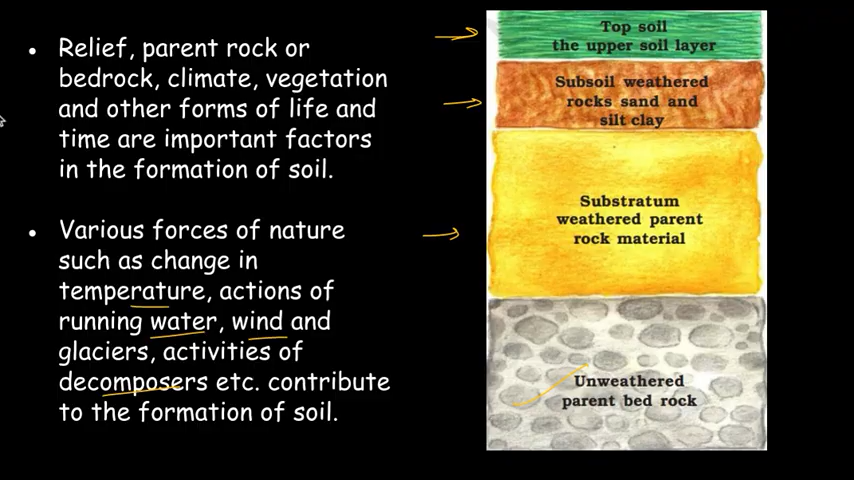 • Relief, parent rock or
bedrock, climate, vegetation
and other forms of life and
time are important factors
in the formation of soil.
• Various forces of nature
such as change in
temperature, actions of
running water, wind and
glaciers, activities of
decomposers etc. contribute
to the formation of soil.
Top soil
the upper soil layer
Subsoil weathered
rocks sand and
silt clay
Substratum
weathered parent
rock material
Unweathered
parent bed rock